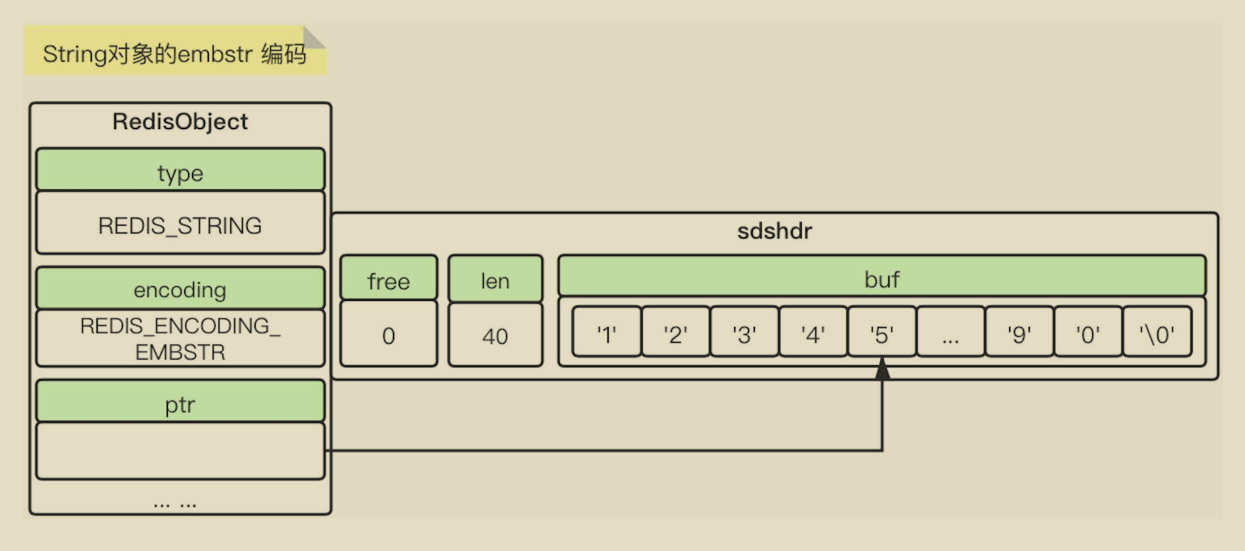 String对象的embstr 编码
RedisObject
type
REDIS_STRING
encoding
REDIS_ENCODING_
EMBSTR
ptr
... ...
sdshdr
free
len
buf
0
40
'1' '2' '3' '4' '5' ... '9' '0' '\0'